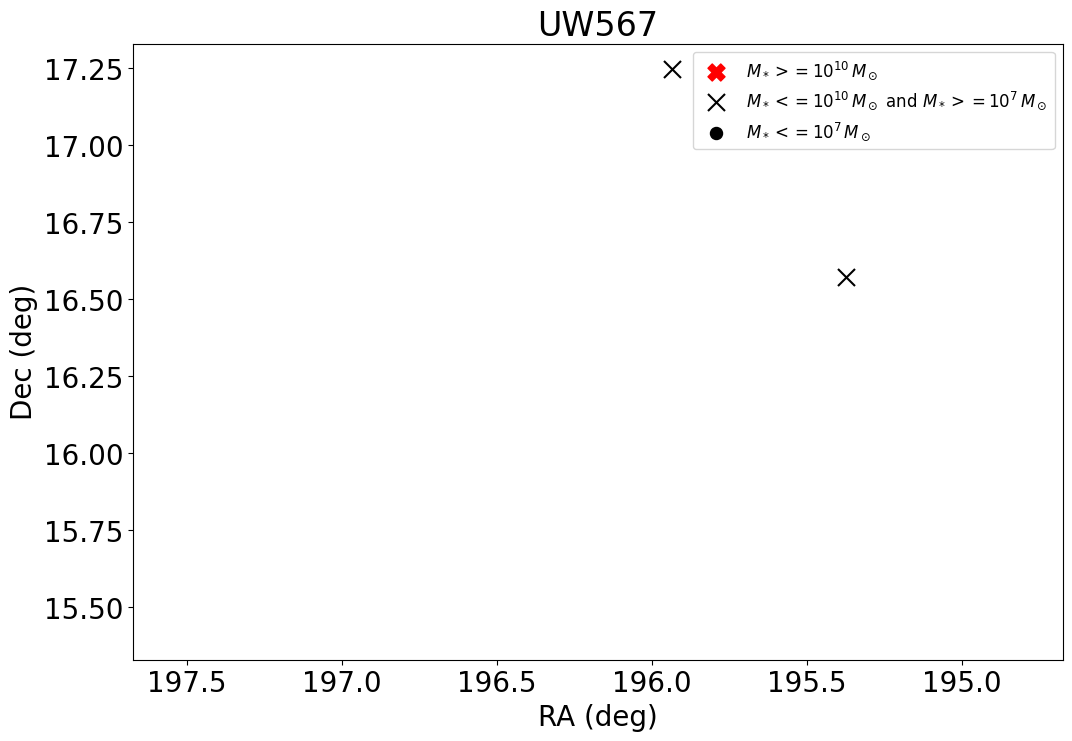 UW567
M* >= 10^10 M⊙
M* <= 10^10 M⊙ and M* >= 10^7 M⊙
M* <= 10^7 M⊙
17.25
17.00
16.75
16.50
16.25
16.00
15.75
15.50
Dec (deg)
197.5 197.0 196.5 196.0 195.5 195.0
RA (deg)